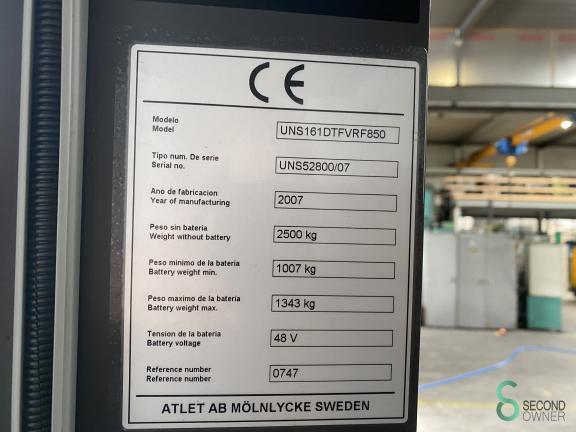 CE
Modelo
Model
UNS161DTFVRF850
Tipo num. De serie
Serial no.
UNS52800/07
Ano de fabricacion
Year of manufacturing
2007
Peso sin bateria
Weight without battery
2500 kg
Peso minimo de la bateria
Battery weight min.
1007 kg
Peso maximo de la bateria
Battery weight max.
1343 kg
Tension de la bateria
Battery voltage
48 V
Reference number
Reference number
0747
ATLET AB MÖLNLYCKE SWEDEN
SECOND
OWNER